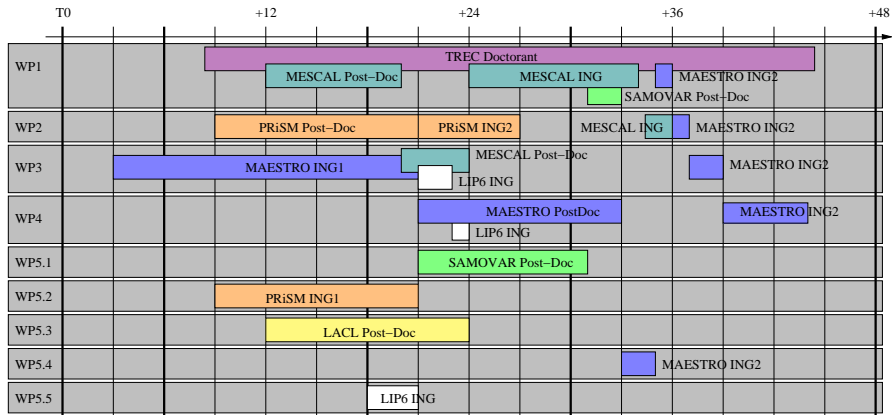 T0 +12 +24 +36 +48
WP1
TREC Doctorant
MESCAL Post-Doc MESCAL ING MAESTRO ING2
SAMOVAR Post-Doc
WP2 PRiSM Post-Doc PRiSM ING2 MESCAL ING MAESTRO ING2
WP3 MAESTRO ING1 MESCAL Post-Doc MAESTRO ING2
LIP6 ING
WP4 MAESTRO PostDoc MAESTRO ING2
LIP6 ING
WP5.1 SAMOVAR Post-Doc
WP5.2 PRiSM ING1
WP5.3 LACL Post-Doc
WP5.4 MAESTRO ING2
WP5.5 LIP6 ING